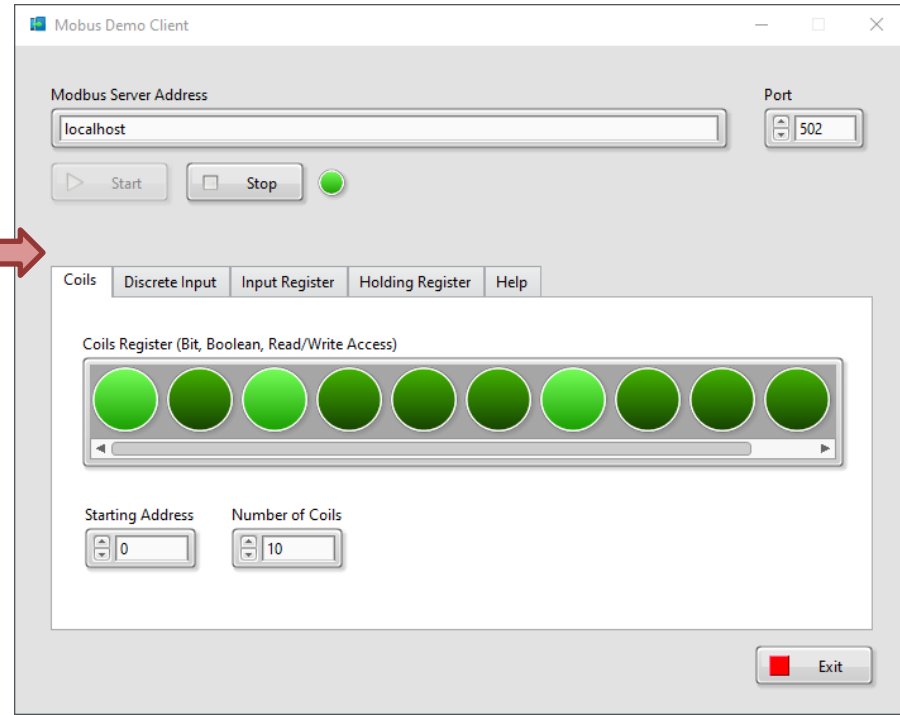 Mobus Demo Client
Modbus Server Address
Port
localhost
502
Start
Stop
Coils
Discrete Input
Input Register
Holding Register
Help
Coils Register (Bit, Boolean, Read/Write Access)
Starting Address
Number of Coils
0
10
Exit